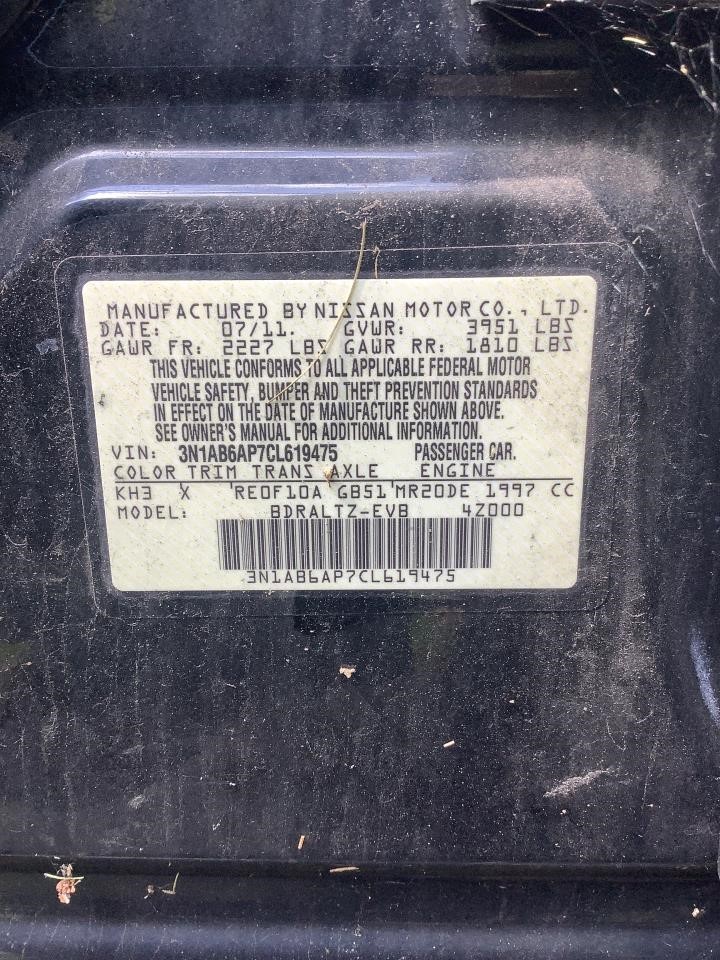 MANUFACTURED BY NISSAN MOTOR CO., LTD.
DATE: 07/11. GVWR: 3951 LBS
GAWR FR: 2227 LBS GAWR RR: 1810 LBS
THIS VEHICLE CONFORMS TO ALL APPLICABLE FEDERAL MOTOR
VEHICLE SAFETY, BUMPER AND THEFT PREVENTION STANDARDS
IN EFFECT ON THE DATE OF MANUFACTURE SHOWN ABOVE.
SEE OWNER'S MANUAL FOR ADDITIONAL INFORMATION.
VIN: 3N1AB6AP7CL619475 PASSENGER CAR.
COLOR TRIM TRANS AXLE ENGINE
KH3 X RE0F10A GB51 MR20DE 1997 CC
MODEL: BDRALTZ-EVB 4Z000
3N1AB6AP7CL619475